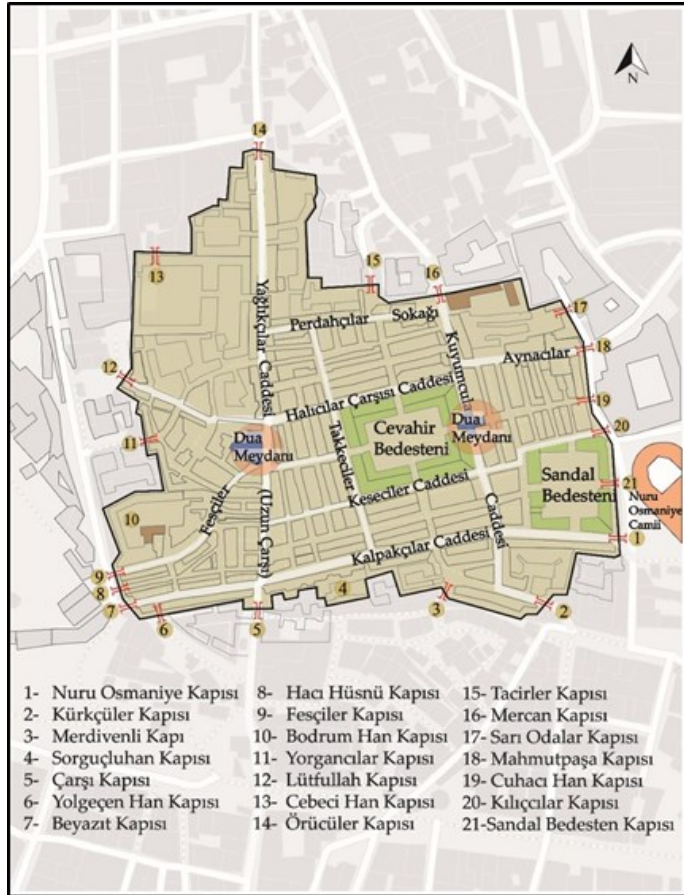 N
14
13
15
16
17
Yağlıkçılar Caddesi
Perdahçılar Sokağı
Kuyumcular
Aynacılar
18
12
Halıcılar Çarşısı Caddesi
19
Dua
Meydanı
Takkeciler
Cevahir
Bedesteni
Dua
Meydanı
20
11
Keseciler Caddesi
Sandal
Bedesteni
21
Nuru
Osmaniye
Camii
10
Fesçiler
(Uzun Çarşı)
Kalpakçılar Caddesi
Caddesi
1
9
8
7
6
5
4
3
2
1- Nuru Osmaniye Kapısı
2- Kürkçüler Kapısı
3- Merdivenli Kapı
4- Sorguçluhan Kapısı
5- Çarşı Kapısı
6- Yolgeçen Han Kapısı
7- Beyazıt Kapısı
8- Hacı Hüsnü Kapısı
9- Fesçiler Kapısı
10- Bodrum Han Kapısı
11- Yorgancılar Kapısı
12- Lütfullah Kapısı
13- Cebeci Han Kapısı
14- Örücüler Kapısı
15- Tacirler Kapısı
16- Mercan Kapısı
17- Sarı Odalar Kapısı
18- Mahmutpaşa Kapısı
19- Cuhacı Han Kapısı
20- Kılıçcılar Kapısı
21-Sandal Bedesten Kapısı